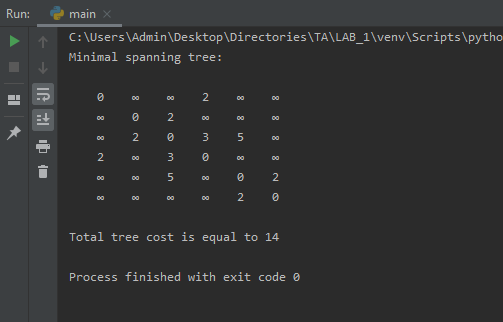 Run: main
C:\Users\Admin\Desktop\Directories\TA\LAB_1\venv\Scripts\pytho
Minimal spanning tree:
0 ∞ ∞ 2 ∞ ∞
∞ 0 2 ∞ ∞ ∞
∞ 2 0 3 5 ∞
2 ∞ 3 0 ∞ ∞
∞ ∞ 5 ∞ 0 2
∞ ∞ ∞ ∞ 2 0
Total tree cost is equal to 14
Process finished with exit code 0